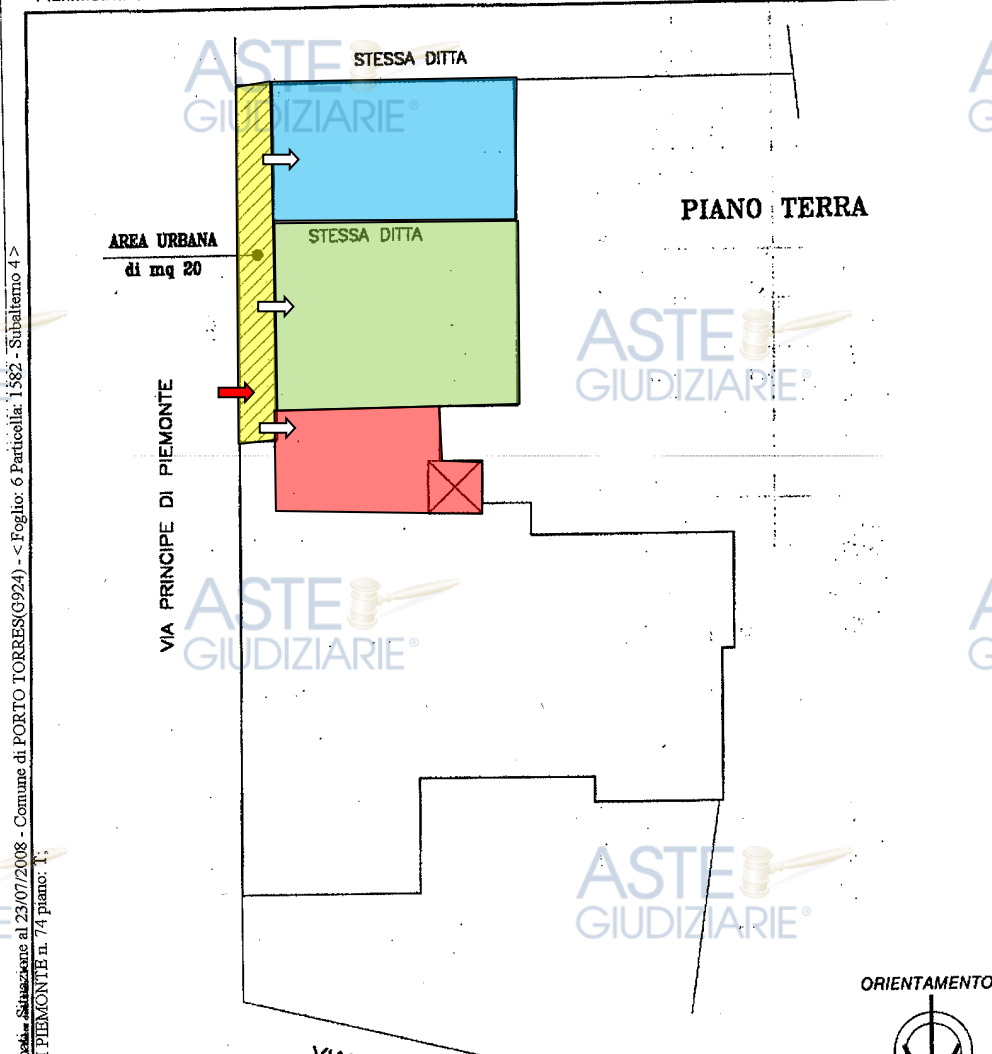 STESSA DITTA
ASTE
GIUDIZIARIE®
PIANO TERRA
AREA URBANA
di mq 20
STESSA DITTA
ASTE
GIUDIZIARIE®
VIA PRINCIPE DI PIEMONTE
ASTE
GIUDIZIARIE®
ASTE
GIUDIZIARIE®
ORIENTAMENTO
Situazione al 23/07/2008 - Comune di PORTO TORRES(G924) - < Foglio: 6 Particella: 1582 - Subalterno 4 >
PIEMONTE n. 74 piano: T;